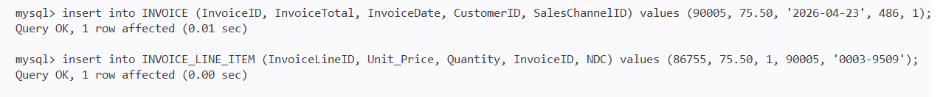 mysql> insert into INVOICE (InvoiceID, InvoiceTotal, InvoiceDate, CustomerID, SalesChannelID) values (90005, 75.50, '2026-04-23', 486, 1);
Query OK, 1 row affected (0.01 sec)
mysql> insert into INVOICE_LINE_ITEM (InvoiceLineID, Unit_Price, Quantity, InvoiceID, NDC) values (86755, 75.50, 1, 90005, '0003-9509');
Query OK, 1 row affected (0.00 sec)